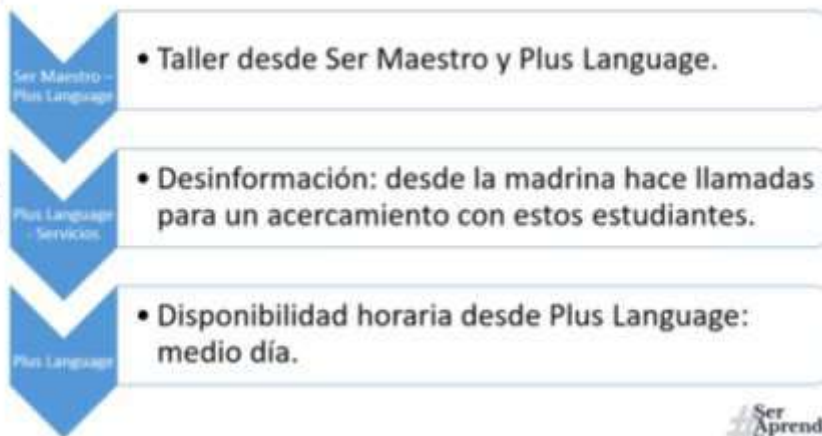 Ser Maestro –
Plus Language
• Taller desde Ser Maestro y Plus Language.
Plus Language
- Servicios
• Desinformación: desde la madrina hace llamadas
para un acercamiento con estos estudiantes.
Plus Language
• Disponibilidad horaria desde Plus Language:
medio día.
#Ser
Aprend